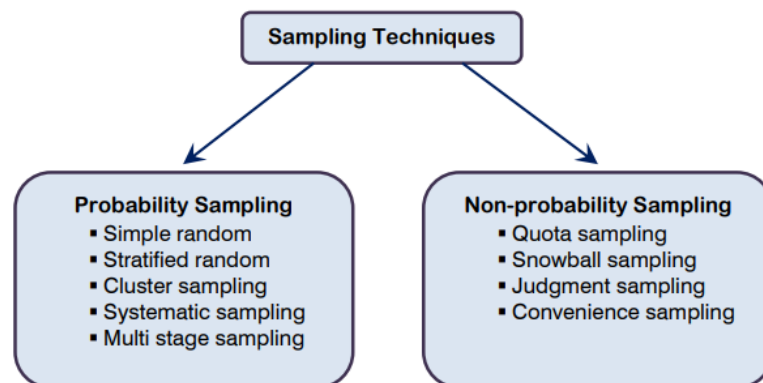 Sampling Techniques
Probability Sampling
▪ Simple random
▪ Stratified random
▪ Cluster sampling
▪ Systematic sampling
▪ Multi stage sampling
Non-probability Sampling
▪ Quota sampling
▪ Snowball sampling
▪ Judgment sampling
▪ Convenience sampling